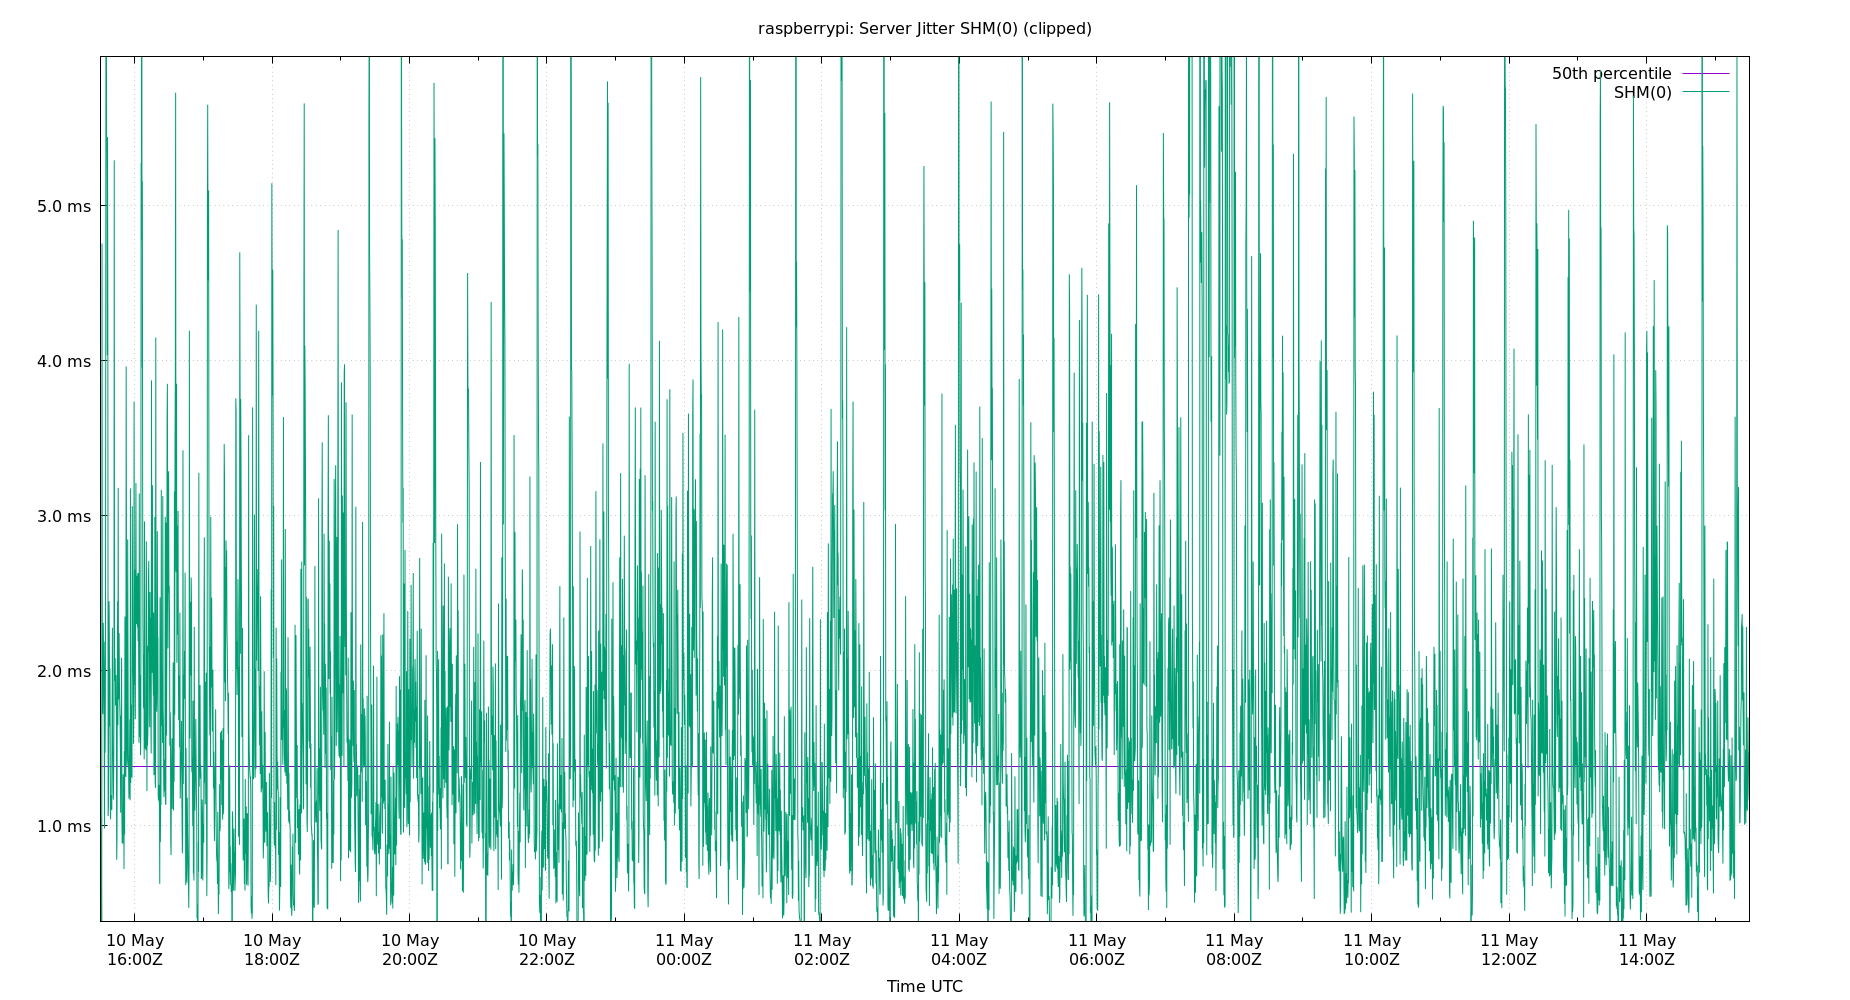 raspberrypi: Server Jitter SHM(0) (clipped)
50th percentile
SHM(0)
5.0 ms
4.0 ms
3.0 ms
2.0 ms
1.0 ms
10 May 10 May 10 May 10 May 11 May 11 May 11 May 11 May 11 May 11 May 11 May 11 May
16:00Z 18:00Z 20:00Z 22:00Z 00:00Z 02:00Z 04:00Z 06:00Z 08:00Z 10:00Z 12:00Z 14:00Z
Time UTC